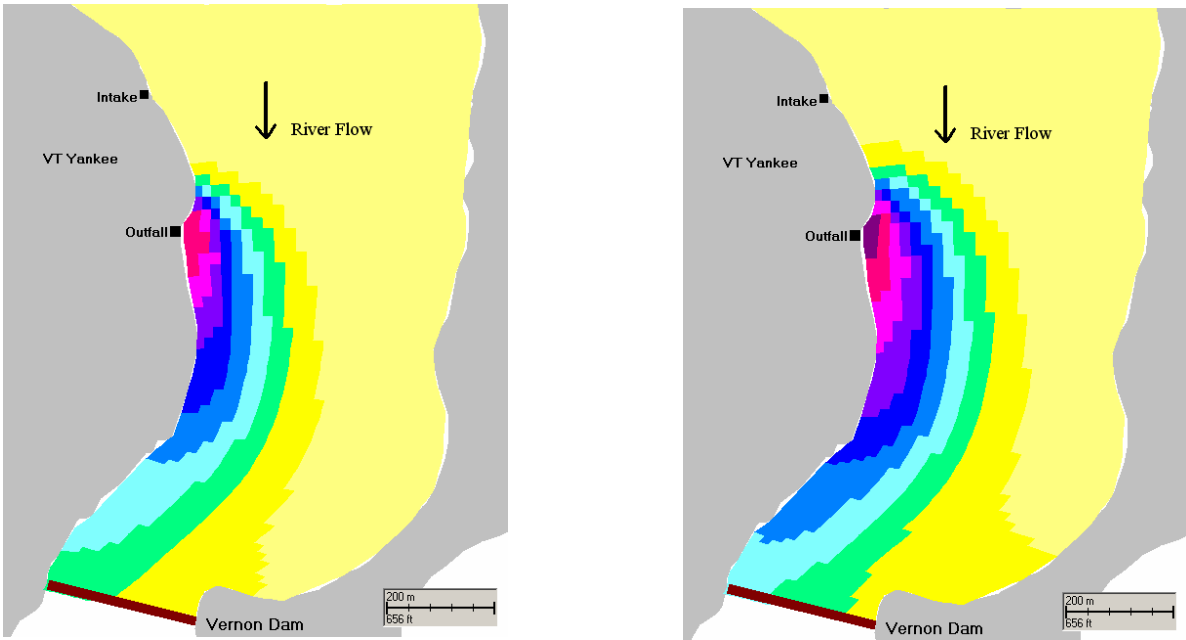 Intake
River Flow
VT Yankee
Outfall
200 m
656 ft
Vernon Dam
Intake
River Flow
VT Yankee
Outfall
200 m
656 ft
Vernon Dam